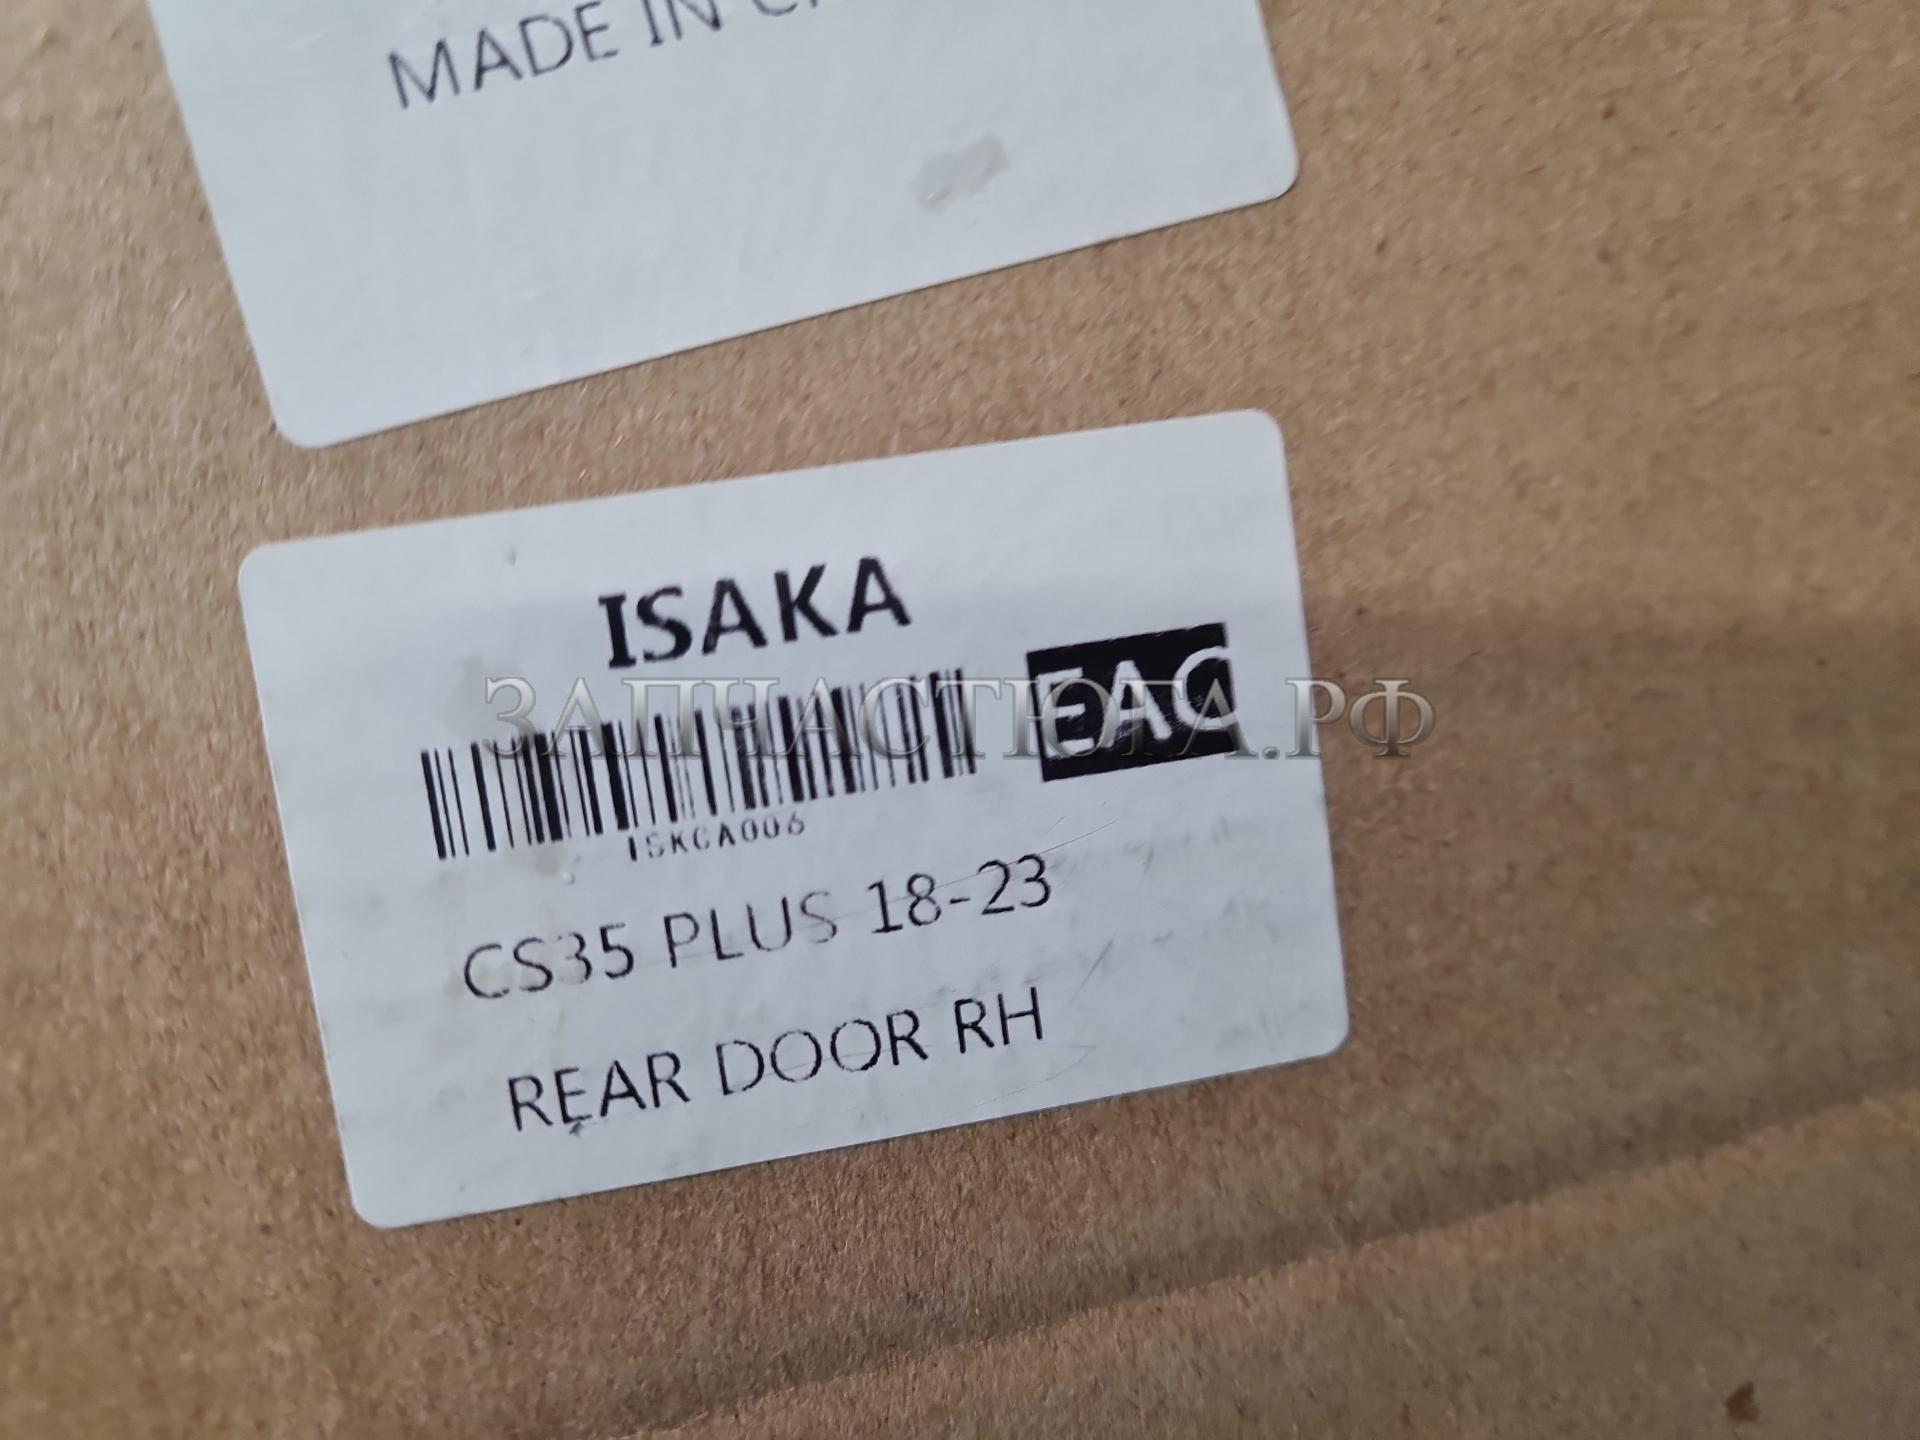 MADE IN
ISAKA
ЗАПЧАСТЮГА.РФ
EAC
ISKCA006
CS35 PLUS 18-23
REAR DOOR RH